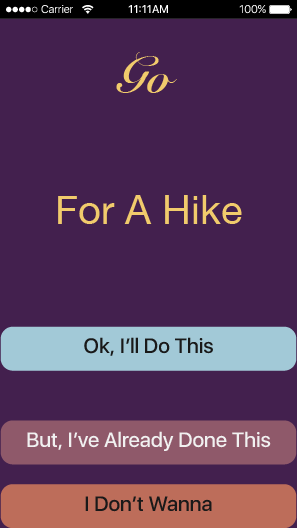 Carrier 11:11AM 100%
Go
For A Hike
Ok, I'll Do This
But, I've Already Done This
I Don't Wanna